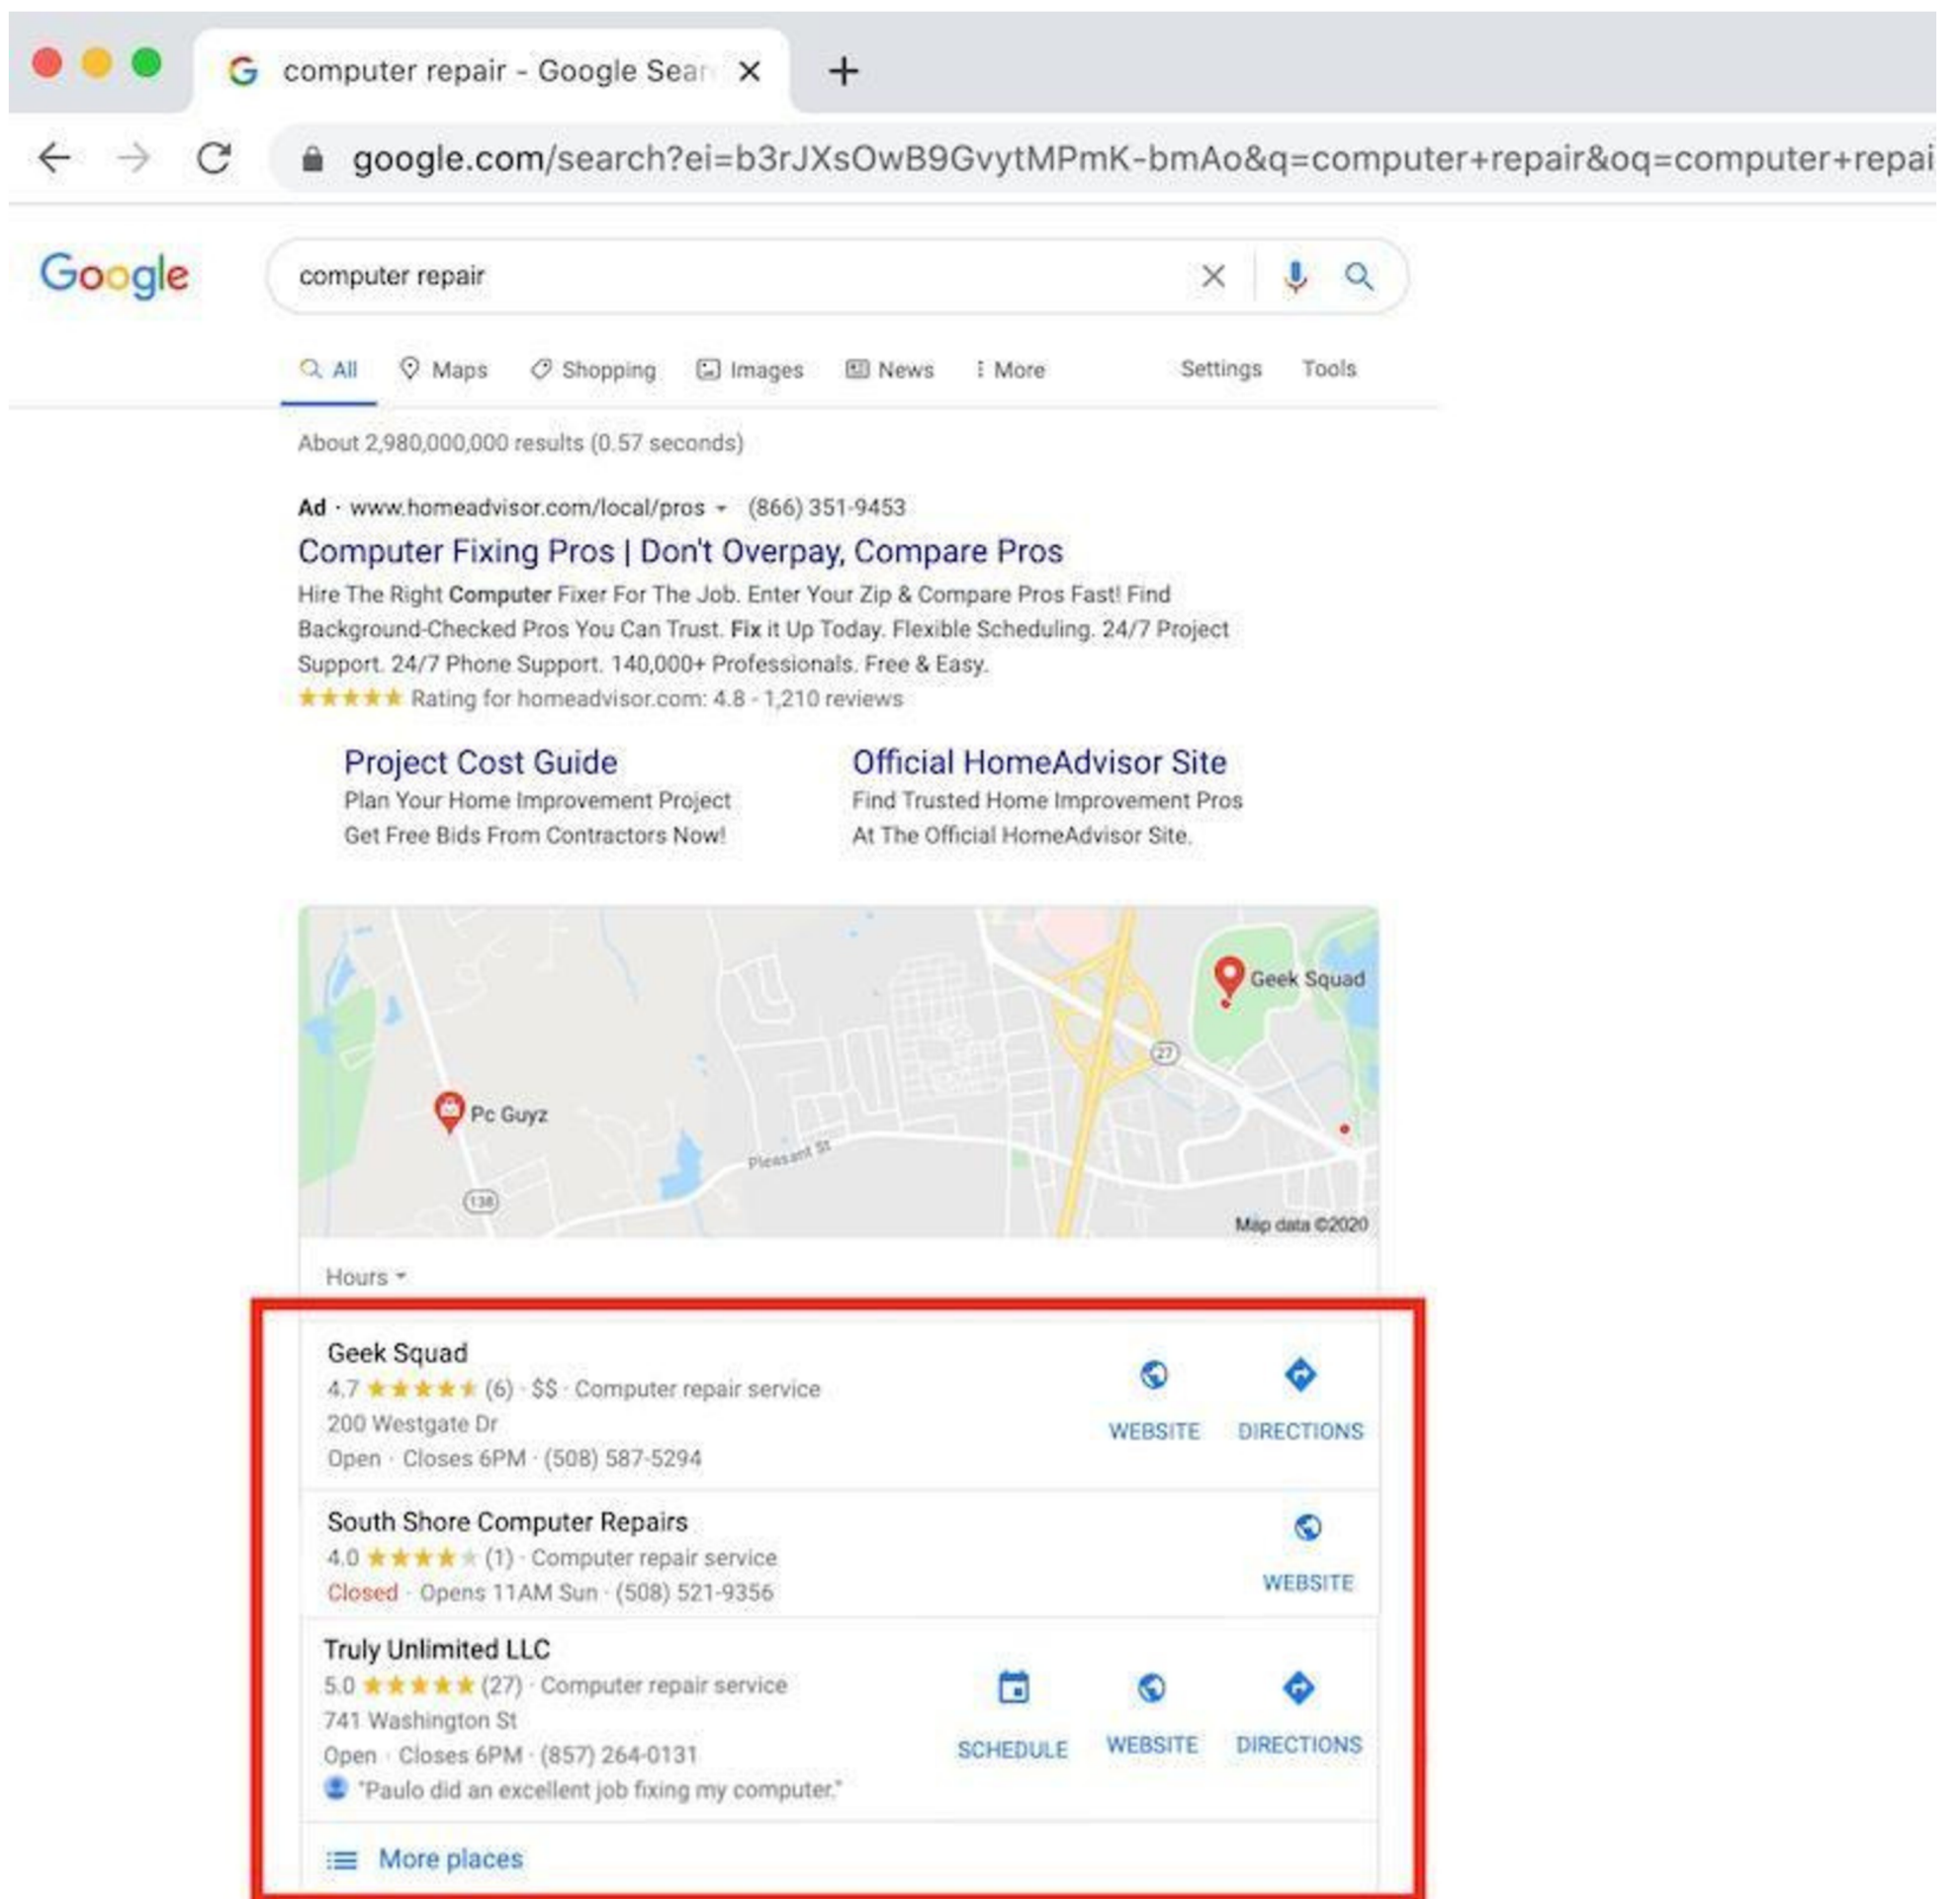 computer repair - Google Sear
google.com/search?ei=b3rJXsOwB9GvytMPmK-bmAo&q=computer+repair&oq=computer+repai
Google
computer repair
All Maps Shopping Images News More Settings Tools
About 2,980,000,000 results (0.57 seconds)
Ad · www.homeadvisor.com/local/pros (866) 351-9453
Computer Fixing Pros | Don't Overpay, Compare Pros
Hire The Right Computer Fixer For The Job. Enter Your Zip & Compare Pros Fast! Find
Background-Checked Pros You Can Trust. Fix it Up Today. Flexible Scheduling. 24/7 Project
Support. 24/7 Phone Support. 140,000+ Professionals. Free & Easy.
Rating for homeadvisor.com: 4.8 - 1,210 reviews
Project Cost Guide
Plan Your Home Improvement Project
Get Free Bids From Contractors Now!
Official HomeAdvisor Site
Find Trusted Home Improvement Pros
At The Official HomeAdvisor Site.
Geek Squad
27
Pc Guyz
Pleasant St
138
Map data ©2020
Hours
Geek Squad
4.7 (6) · $$ · Computer repair service
200 Westgate Dr
Open · Closes 6PM · (508) 587-5294
WEBSITE DIRECTIONS
South Shore Computer Repairs
4.0 (1) · Computer repair service
Closed · Opens 11AM Sun · (508) 521-9356
WEBSITE
Truly Unlimited LLC
5.0 (27) · Computer repair service
741 Washington St
Open · Closes 6PM · (857) 264-0131
"Paulo did an excellent job fixing my computer."
SCHEDULE WEBSITE DIRECTIONS
More places